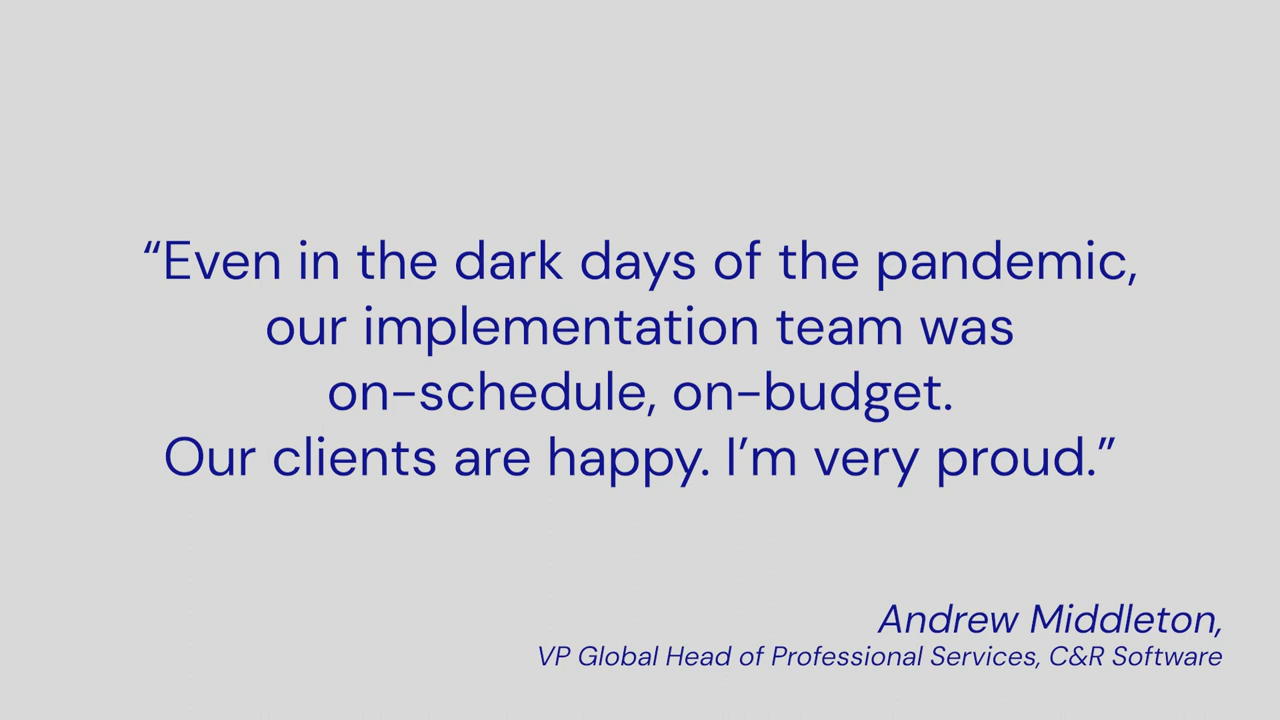 “Even in the dark days of the pandemic,
our implementation team was
on-schedule, on-budget.
Our clients are happy. I’m very proud.”
Andrew Middleton,
VP Global Head of Professional Services, C&R Software